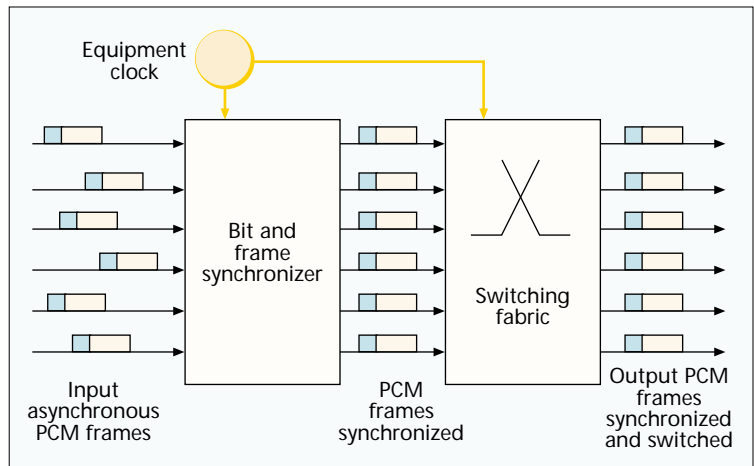 Equipment
clock
Bit and
frame
synchronizer
Switching
fabric
Input
asynchronous
PCM frames
PCM
frames
synchronized
Output PCM
frames
synchronized
and switched